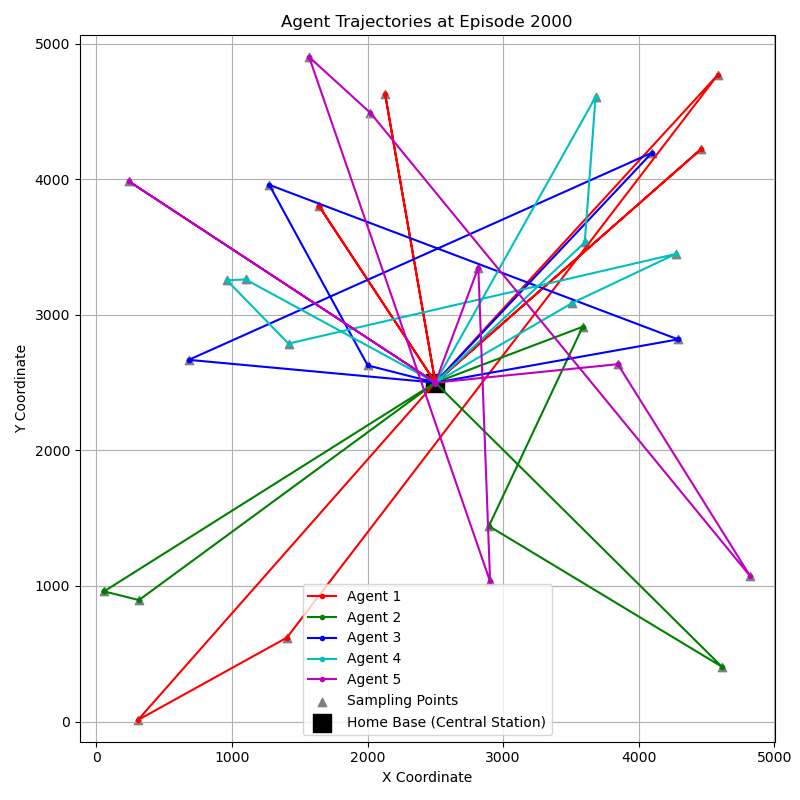 Agent Trajectories at Episode 2000
5000
4000
3000
2000
1000
0
Y Coordinate
Agent 1
Agent 2
Agent 3
Agent 4
Agent 5
Sampling Points
Home Base (Central Station)
0 1000 2000 3000 4000 5000
X Coordinate